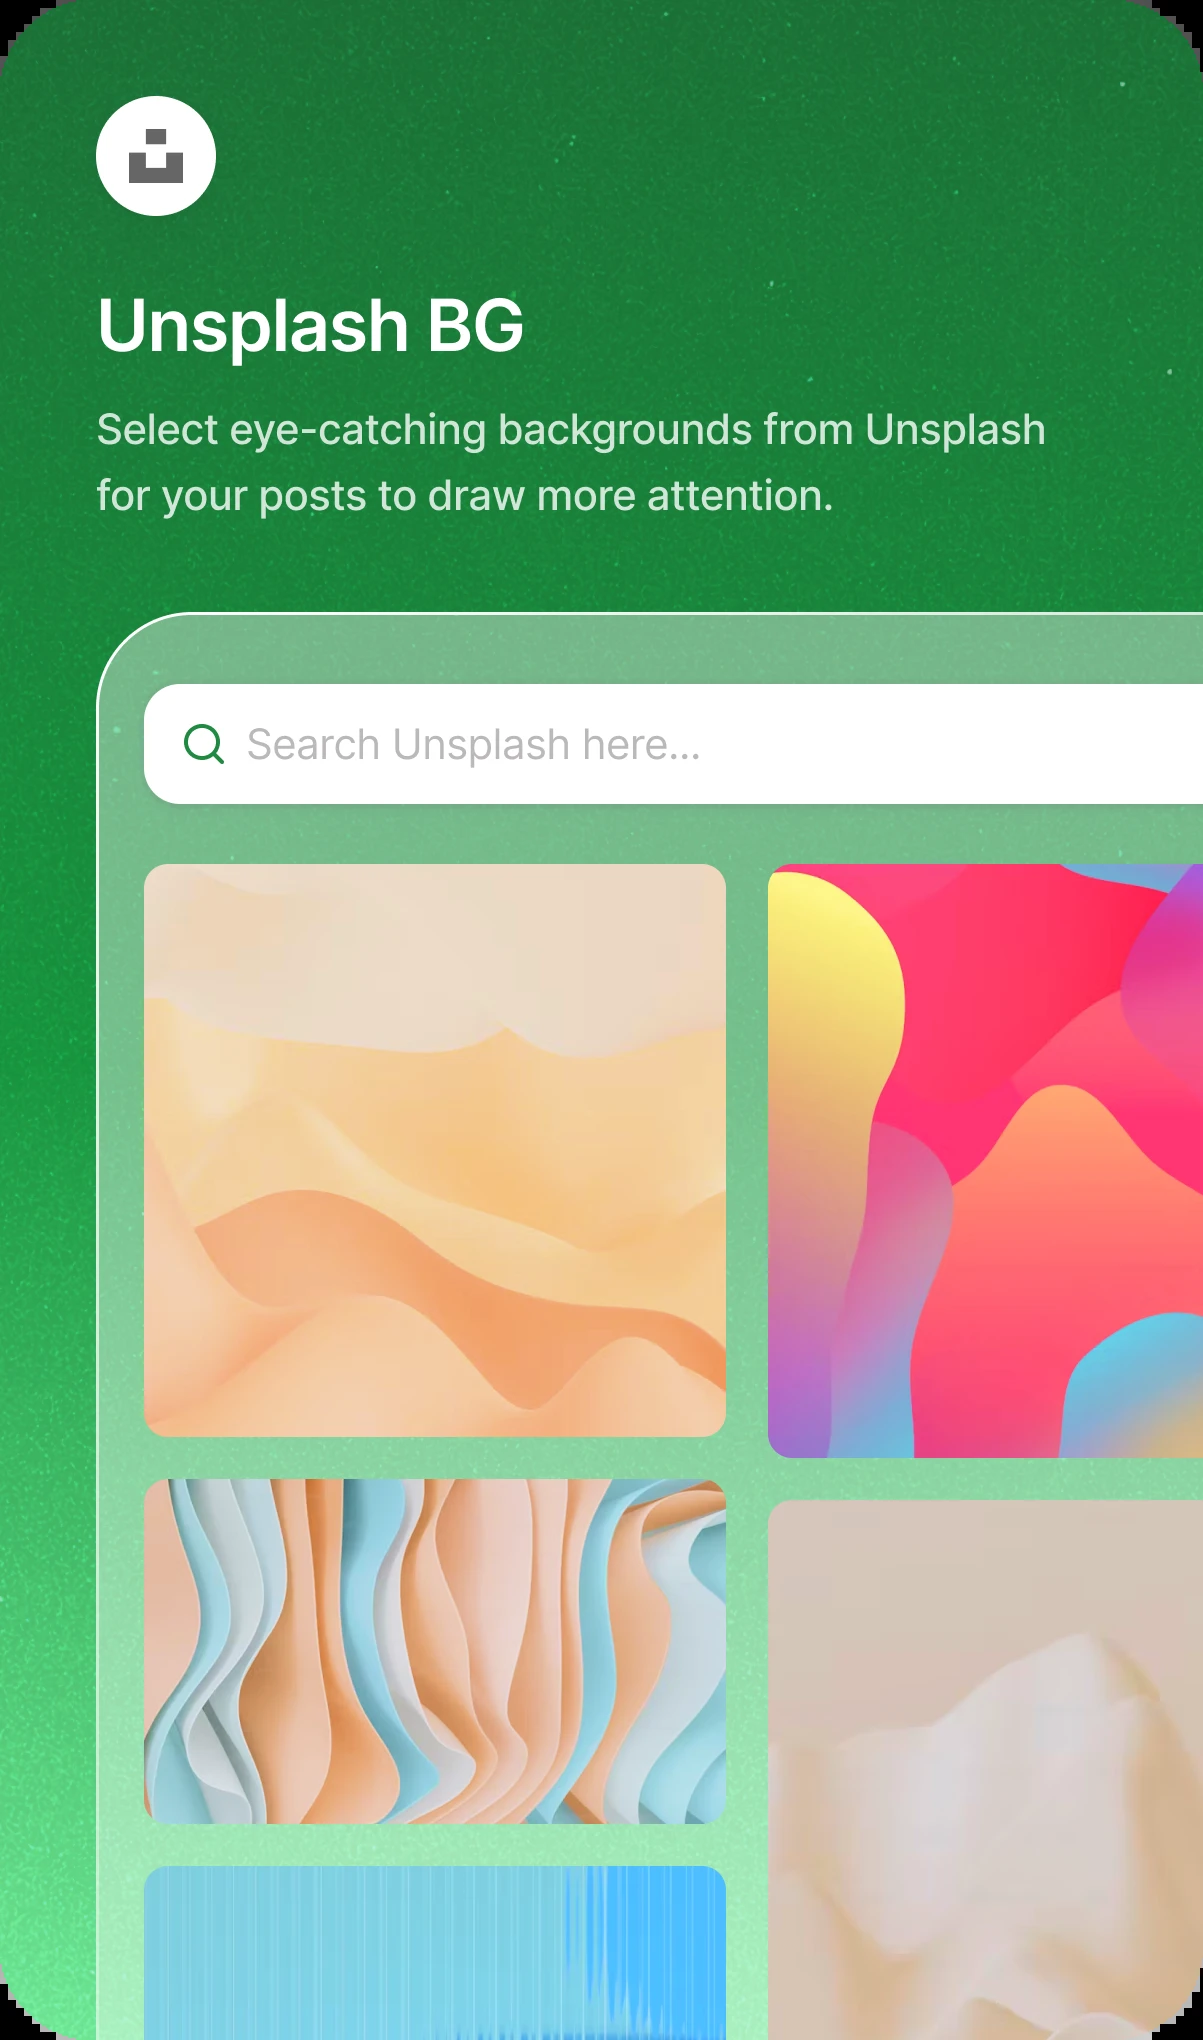 Unsplash BG
Select eye-catching backgrounds from Unsplash
for your posts to draw more attention.
Search Unsplash here...